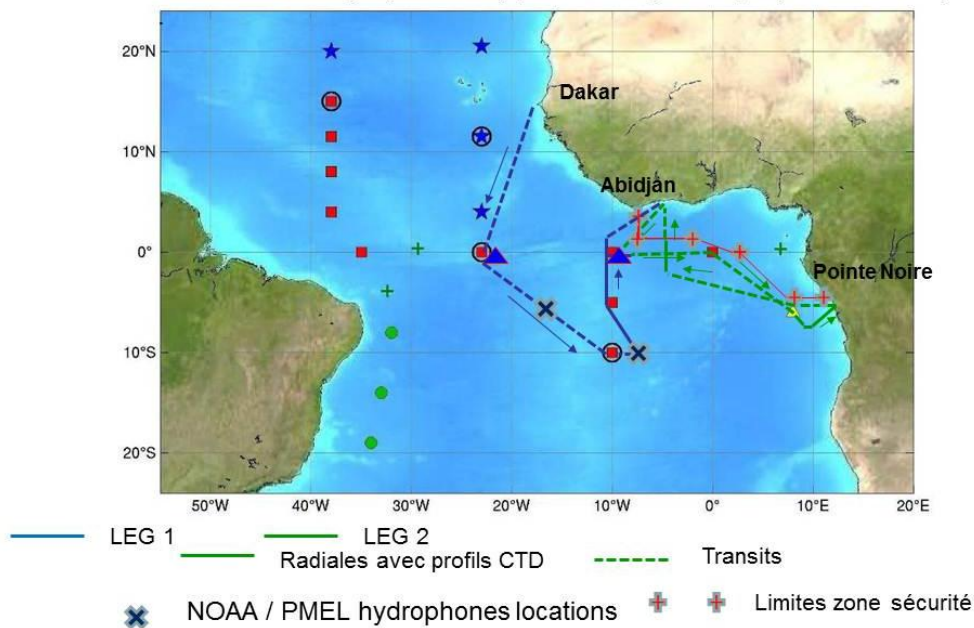 20°N
Dakar
10°N
Abidjan
0°
Pointe Noire
10°S
20°S
50°W 40°W 30°W 20°W 10°W 0° 10°E 20°E
LEG 1 LEG 2
Radiales avec profils CTD Transits
NOAA / PMEL hydrophones locations Limites zone sécurité